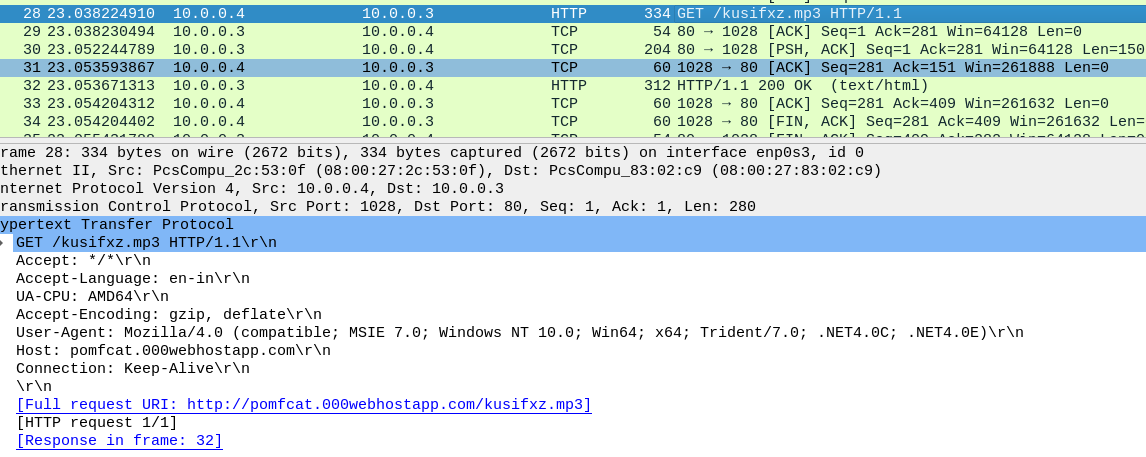 28 23.038224910 10.0.0.4 10.0.0.3 HTTP 334 GET /kusifxz.mp3 HTTP/1.1
29 23.038230494 10.0.0.3 10.0.0.4 TCP 54 80 → 1028 [ACK] Seq=1 Ack=281 Win=64128 Len=0
30 23.052244789 10.0.0.3 10.0.0.4 TCP 204 80 → 1028 [PSH, ACK] Seq=1 Ack=281 Win=64128 Len=150
31 23.053593867 10.0.0.4 10.0.0.3 TCP 60 1028 → 80 [ACK] Seq=281 Ack=151 Win=261888 Len=0
32 23.053671313 10.0.0.3 10.0.0.4 HTTP 312 HTTP/1.1 200 OK (text/html)
33 23.054204312 10.0.0.4 10.0.0.3 TCP 60 1028 → 80 [ACK] Seq=281 Ack=409 Win=261632 Len=0
34 23.054204402 10.0.0.4 10.0.0.3 TCP 60 1028 → 80 [FIN, ACK] Seq=281 Ack=409 Win=261632 Len=
rame 28: 334 bytes on wire (2672 bits), 334 bytes captured (2672 bits) on interface enp0s3, id 0
thernet II, Src: PcsCompu_2c:53:0f (08:00:27:2c:53:0f), Dst: PcsCompu_83:02:c9 (08:00:27:83:02:c9)
nternet Protocol Version 4, Src: 10.0.0.4, Dst: 10.0.0.3
ransmission Control Protocol, Src Port: 1028, Dst Port: 80, Seq: 1, Ack: 1, Len: 280
ypertext Transfer Protocol
GET /kusifxz.mp3 HTTP/1.1\r\n
Accept: */*\r\n
Accept-Language: en-in\r\n
UA-CPU: AMD64\r\n
Accept-Encoding: gzip, deflate\r\n
User-Agent: Mozilla/4.0 (compatible; MSIE 7.0; Windows NT 10.0; Win64; x64; Trident/7.0; .NET4.0C; .NET4.0E)\r\n
Host: pomfcat.000webhostapp.com\r\n
Connection: Keep-Alive\r\n
\r\n
[Full request URI: http://pomfcat.000webhostapp.com/kusifxz.mp3]
[HTTP request 1/1]
[Response in frame: 32]